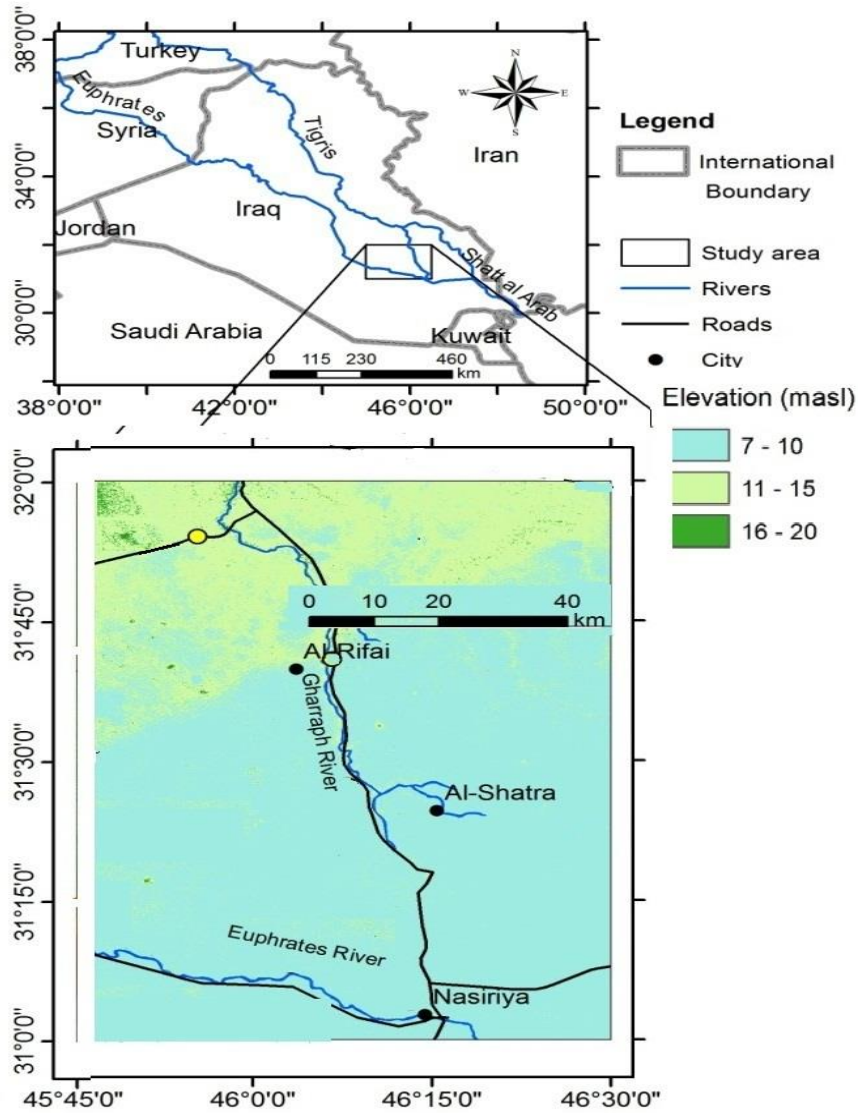 38°0'0"
34°0'0"
30°0'0"
Turkey
Euphrates
Syria
Tigris
Iran
Iraq
Jordan
Shatt al Arab
Saudi Arabia
Kuwait
N
W
E
S
0 115 230 460
km
38°0'0" 42°0'0" 46°0'0" 50°0'0"
Legend
International
Boundary
Study area
Rivers
Roads
City
Elevation (masl)
7 - 10
11 - 15
16 - 20
32°0'0"
31°45'0"
31°30'0"
31°15'0"
31°0'0"
0 10 20 40
km
Al-Rifai
Gharraph River
Al-Shatra
Euphrates River
Nasiriya
45°45'0" 46°0'0" 46°15'0" 46°30'0"